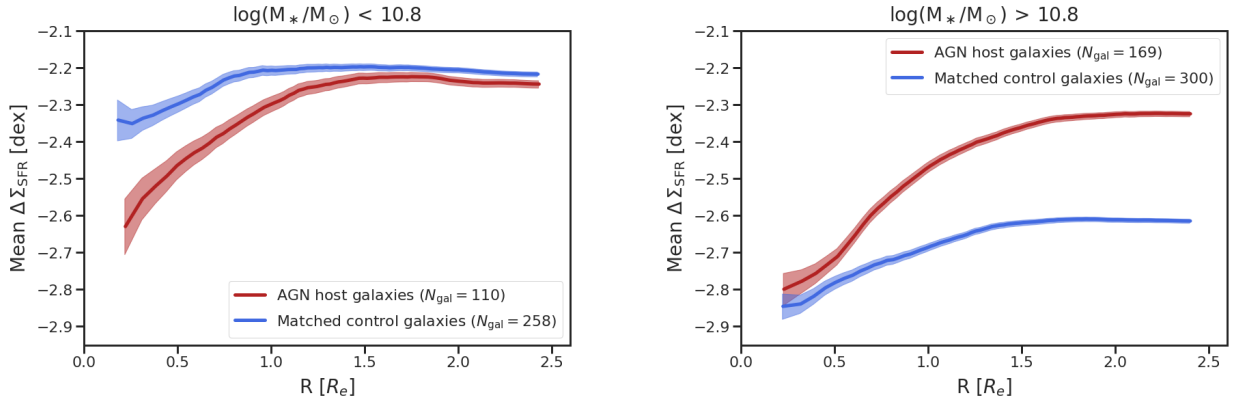 log(M∗/M⊙) < 10.8
Mean Δ Σ_SFR [dex]
−2.1
−2.2
−2.3
−2.4
−2.5
−2.6
−2.7
−2.8
−2.9
AGN host galaxies (N_gal = 110)
Matched control galaxies (N_gal = 258)
0.0 0.5 1.0 1.5 2.0 2.5
R [R_e]
log(M∗/M⊙) > 10.8
Mean Δ Σ_SFR [dex]
−2.1
−2.2
−2.3
−2.4
−2.5
−2.6
−2.7
−2.8
−2.9
AGN host galaxies (N_gal = 169)
Matched control galaxies (N_gal = 300)
0.0 0.5 1.0 1.5 2.0 2.5
R [R_e]